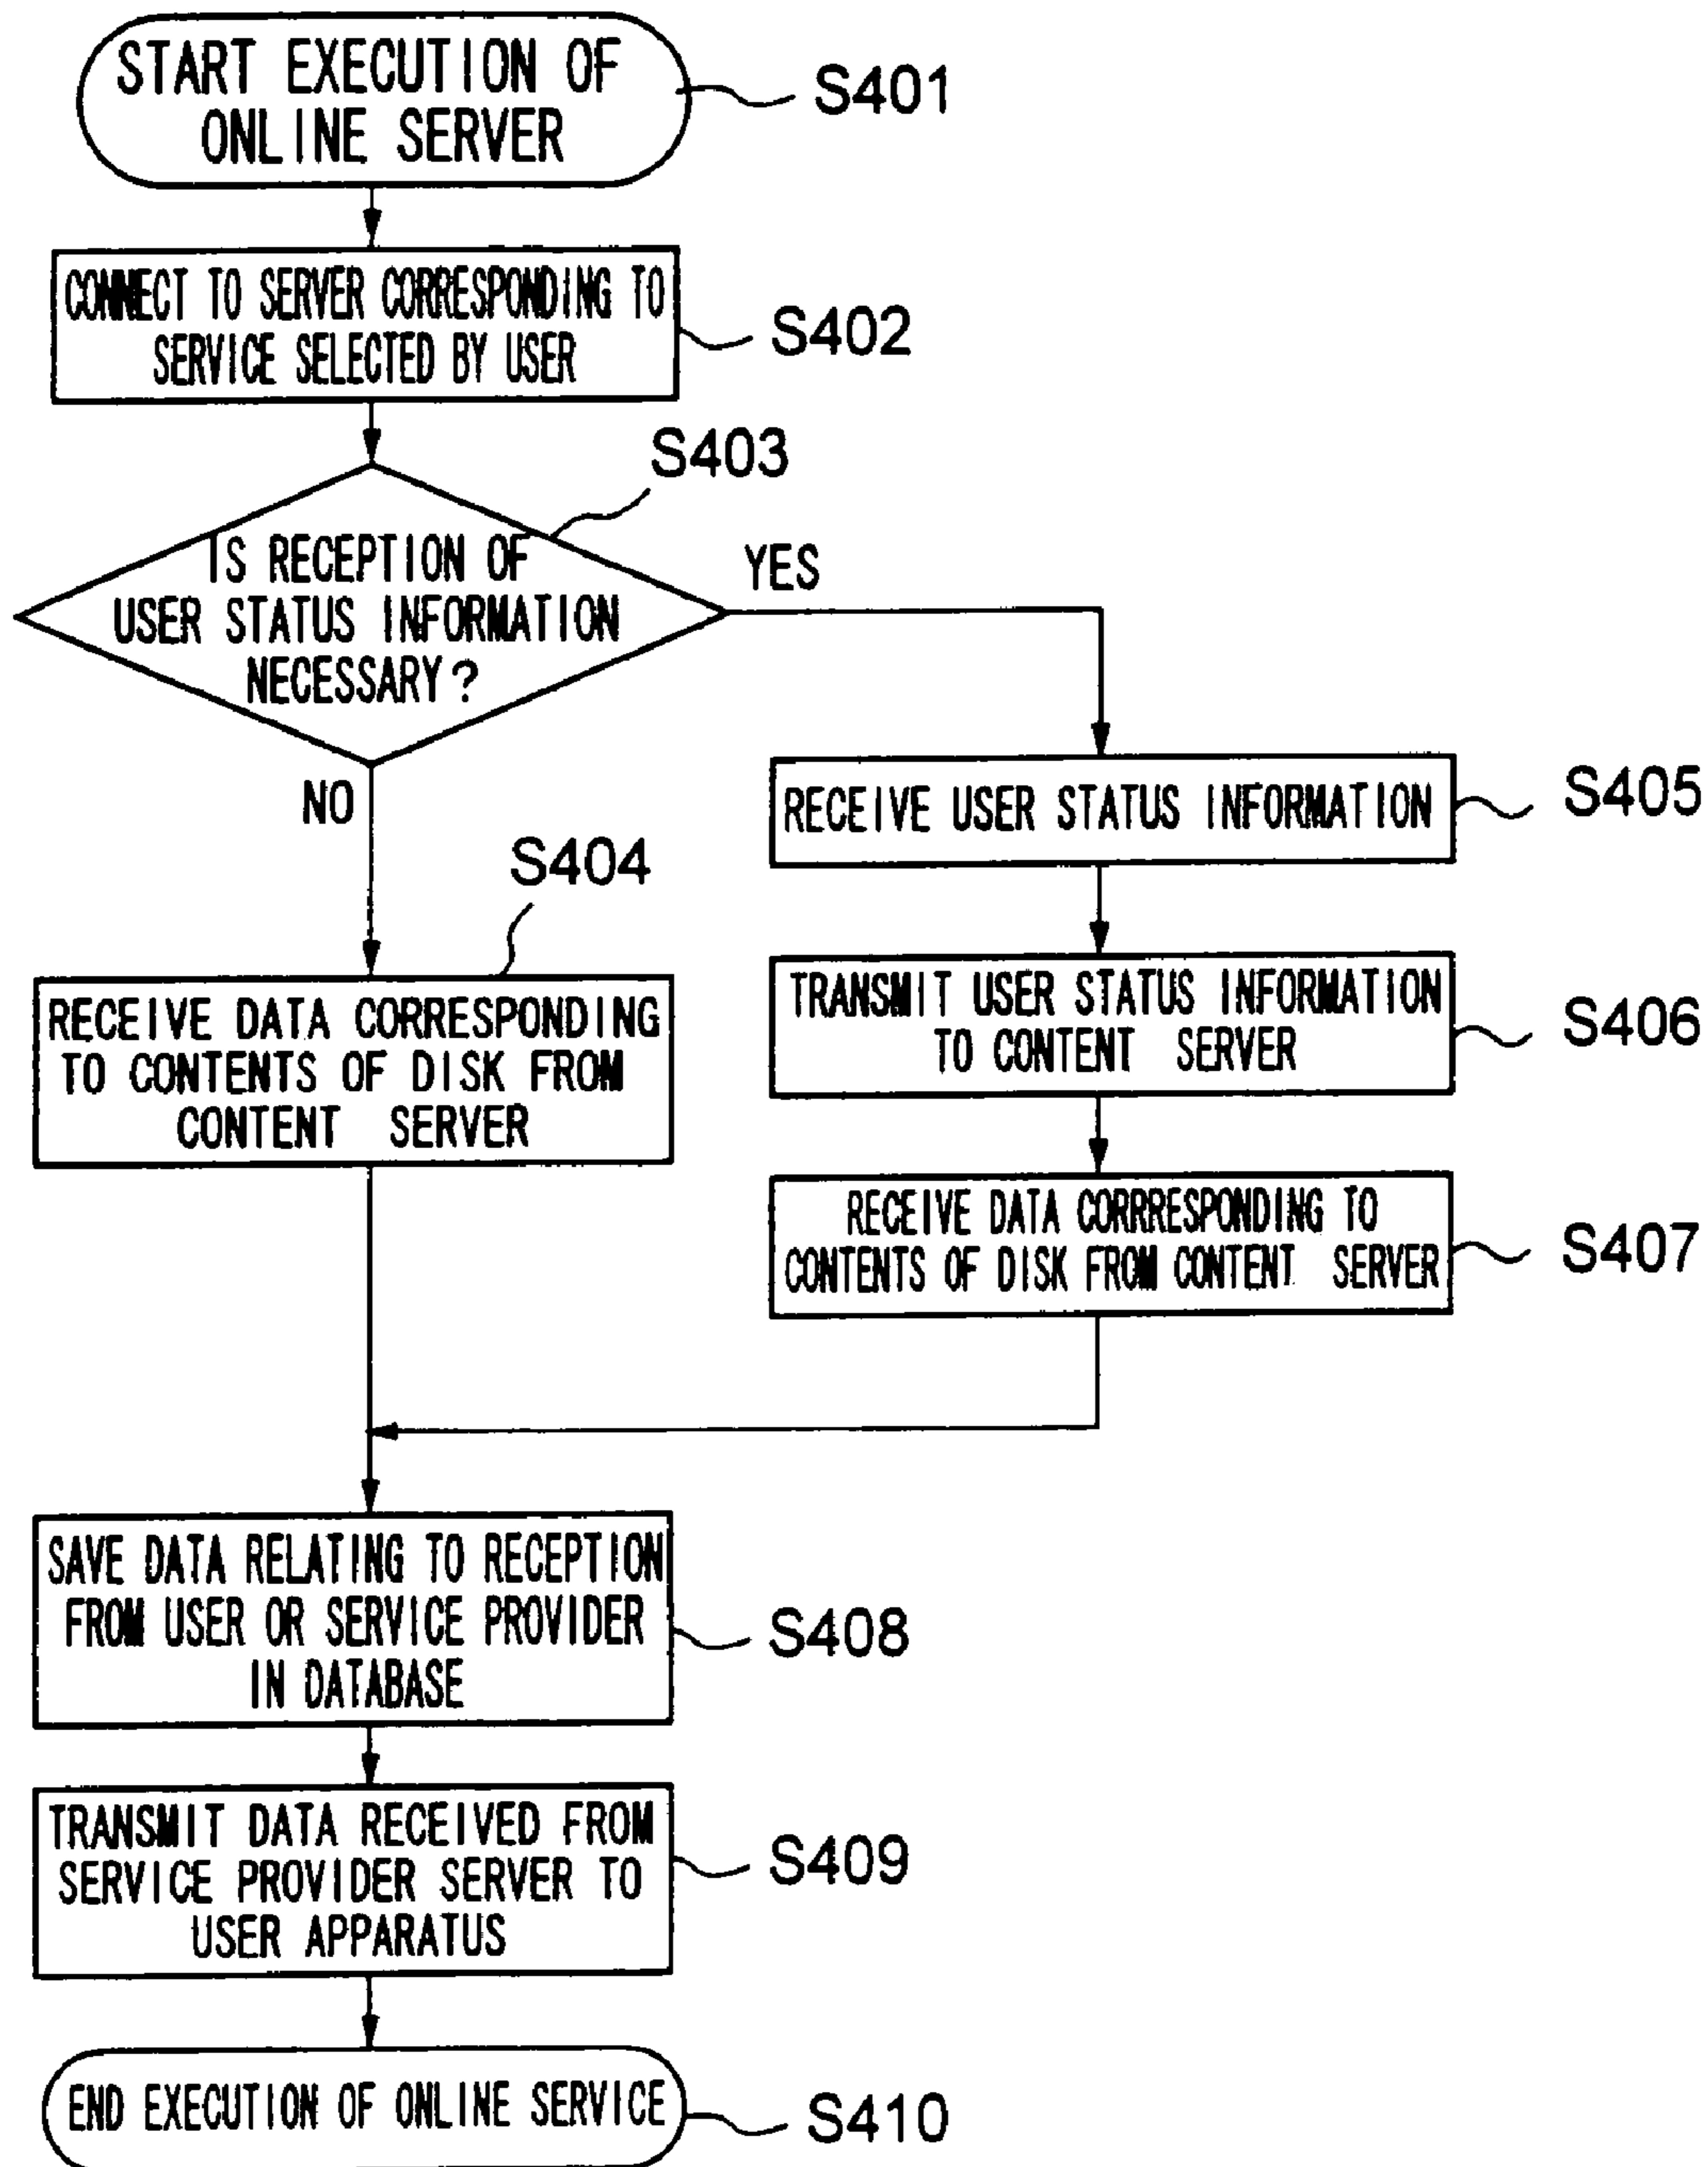 START EXECUTION OF
ONLINE SERVER
S401
CONNECT TO SERVER CORRESPONDING TO
SERVICE SELECTED BY USER
S402
S403
IS RECEPTION OF
USER STATUS INFORMATION
NECESSARY?
YES
NO
S404
RECEIVE DATA CORRESPONDING
TO CONTENTS OF DISK FROM
CONTENT SERVER
RECEIVE USER STATUS INFORMATION
S405
TRANSMIT USER STATUS INFORMATION
TO CONTENT SERVER
S406
RECEIVE DATA CORRRESPONDING TO
CONTENTS OF DISK FROM CONTENT SERVER
S407
SAVE DATA RELATING TO RECEPTION
FROM USER OR SERVICE PROVIDER
IN DATABASE
S408
TRANSMIT DATA RECEIVED FROM
SERVICE PROVIDER SERVER TO
USER APPARATUS
S409
END EXECUTION OF ONLINE SERVICE
S410